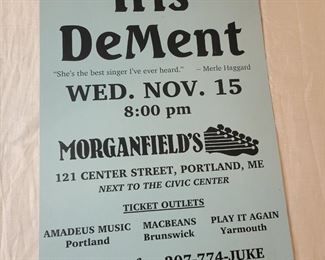 Iris
DeMent
"She's the best singer I've ever heard." — Merle Haggard
WED. NOV. 15
8:00 pm
MORGANFIELD'S
121 CENTER STREET, PORTLAND, ME
NEXT TO THE CIVIC CENTER
TICKET OUTLETS
AMADEUS MUSIC MACBEANS PLAY IT AGAIN
Portland Brunswick Yarmouth
207-774-JUKE